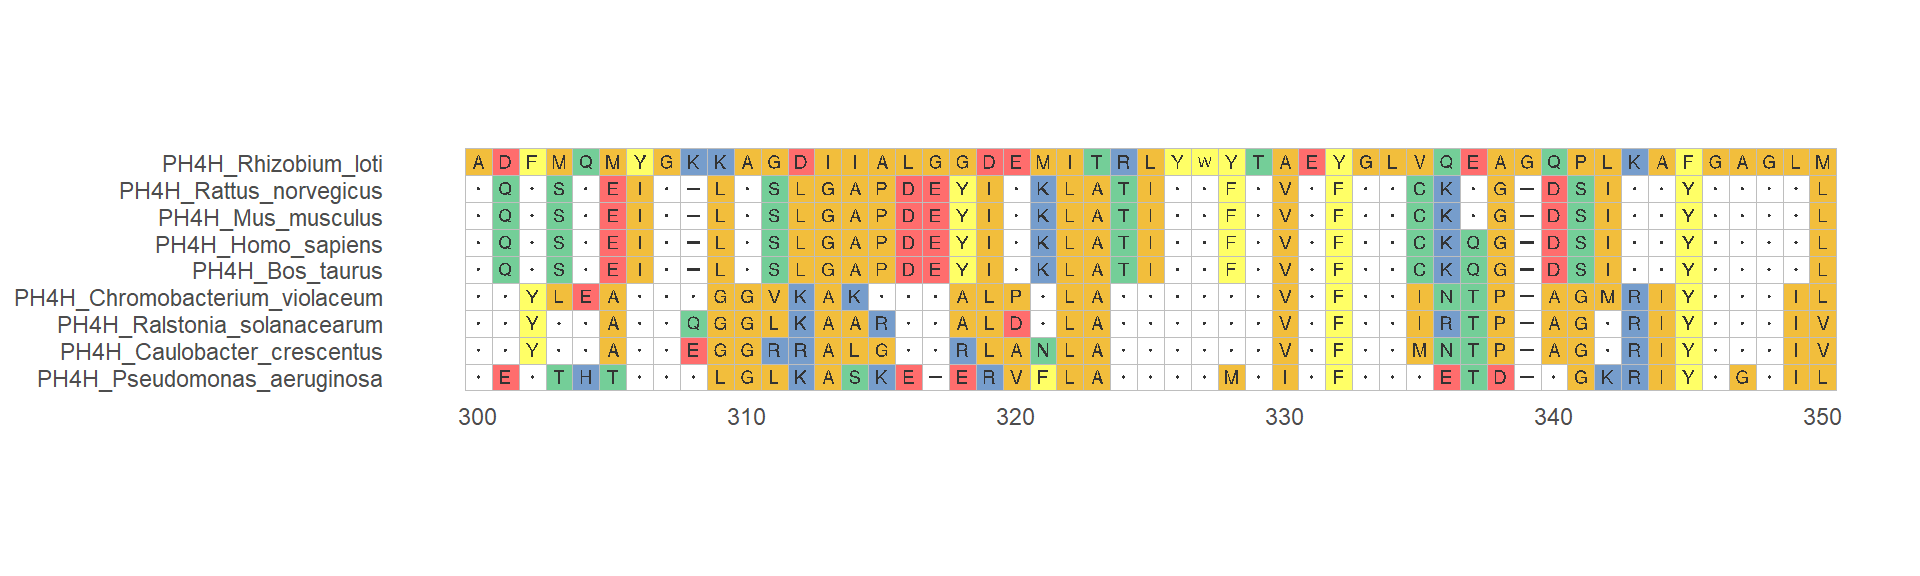 PH4H_Rhizobium_loti A D F M Q M Y G K K A G D I I A L G G D E M I T R L Y W Y T A E Y G L V Q E A G Q P L K A F G A G L M
PH4H_Rattus_norvegicus · Q · S · E I · – L · S L G A P D E Y I · K L A T I · · F · V · F · · C K · G – D S I · · Y · · · · L
PH4H_Mus_musculus · Q · S · E I · – L · S L G A P D E Y I · K L A T I · · F · V · F · · C K · G – D S I · · Y · · · · L
PH4H_Homo_sapiens · Q · S · E I · – L · S L G A P D E Y I · K L A T I · · F · V · F · · C K Q G – D S I · · Y · · · · L
PH4H_Bos_taurus · Q · S · E I · – L · S L G A P D E Y I · K L A T I · · F · V · F · · C K Q G – D S I · · Y · · · · L
PH4H_Chromobacterium_violaceum · · Y L E A · · · G G V K A K · · · A L P · L A · · · · · · V · F · · I N T P – A G M R I Y · · · I L
PH4H_Ralstonia_solanacearum · · Y · · A · · Q G G L K A A R · · A L D · L A · · · · · · V · F · · I R T P – A G · R I Y · · · I V
PH4H_Caulobacter_crescentus · · Y · · A · · E G G R R A L G · · R L A N L A · · · · · · V · F · · M N T P – A G · R I Y · · · I V
PH4H_Pseudomonas_aeruginosa · E · T H T · · · L G L K A S K E – E R V F L A · · · · M · I · F · · · E T D – · G K R I Y · G · I L
300 310 320 330 340 350